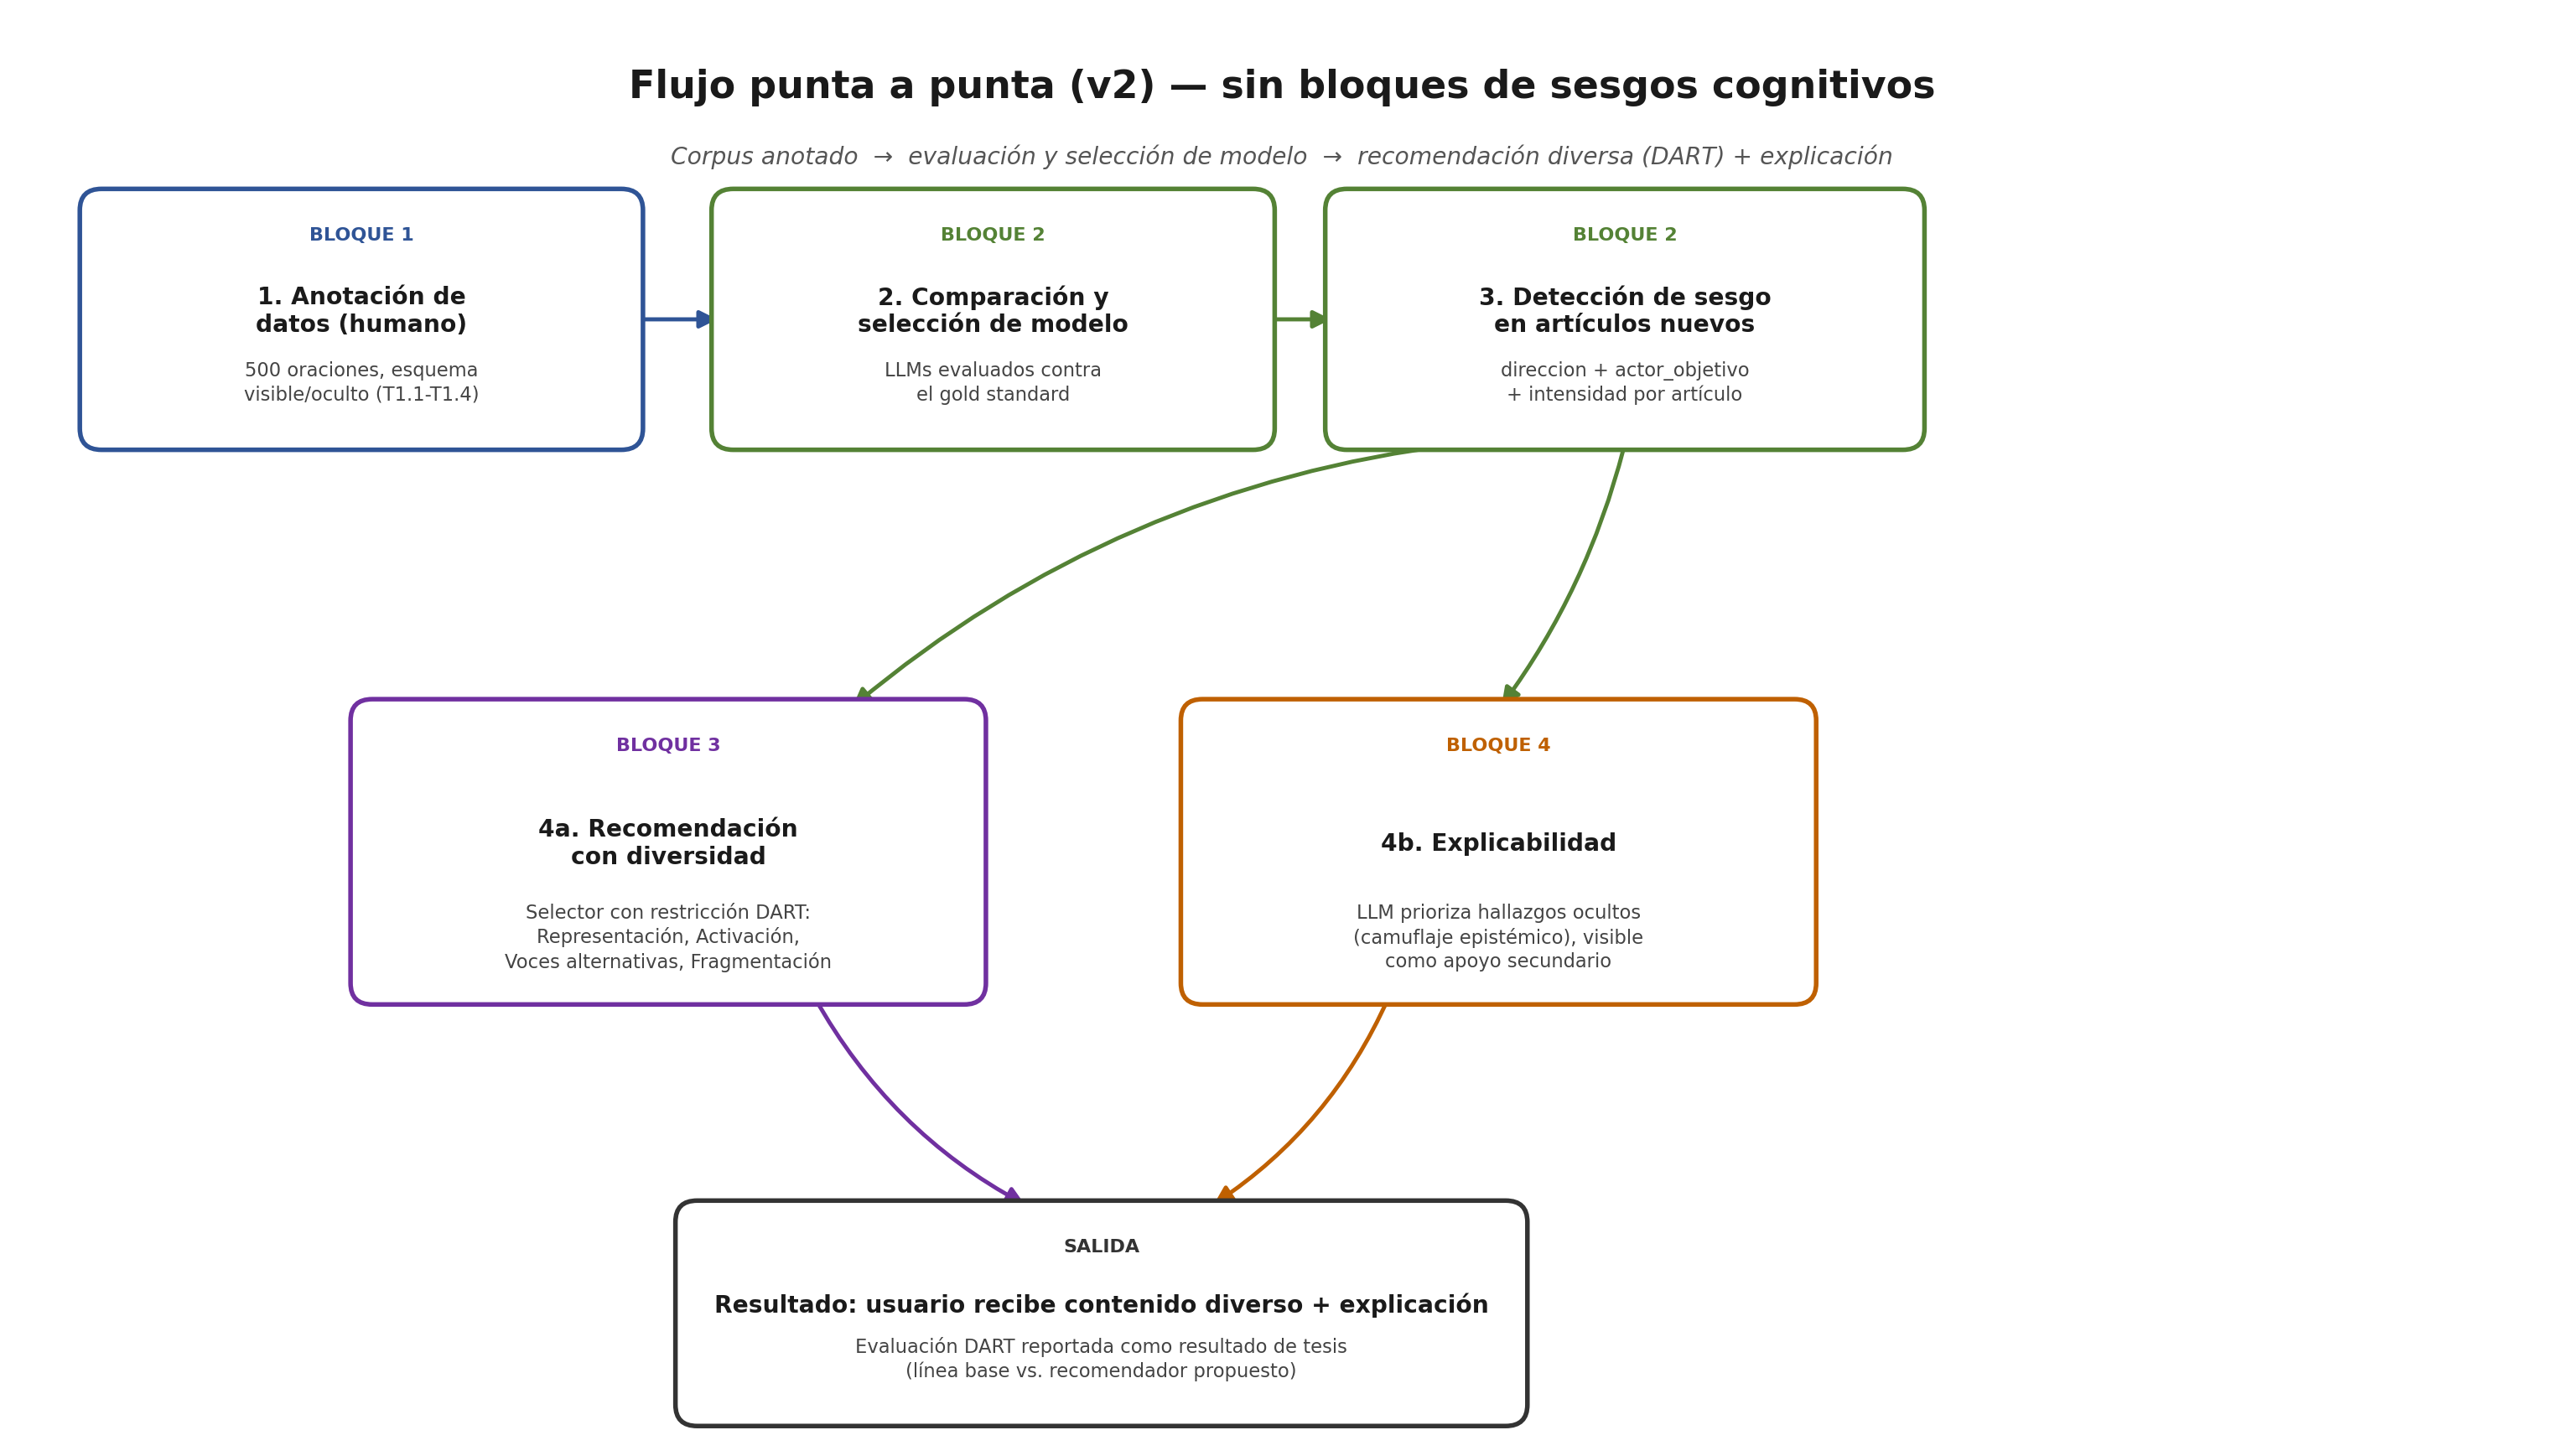 Flujo punta a punta (v2) — sin bloques de sesgos cognitivos
Corpus anotado → evaluación y selección de modelo → recomendación diversa (DART) + explicación
BLOQUE 1
1. Anotación de
datos (humano)
500 oraciones, esquema
visible/oculto (T1.1-T1.4)
BLOQUE 2
2. Comparación y
selección de modelo
LLMs evaluados contra
el gold standard
BLOQUE 2
3. Detección de sesgo
en artículos nuevos
direccion + actor_objetivo
+ intensidad por artículo
BLOQUE 3
4a. Recomendación
con diversidad
Selector con restricción DART:
Representación, Activación,
Voces alternativas, Fragmentación
BLOQUE 4
4b. Explicabilidad
LLM prioriza hallazgos ocultos
(camuflaje epistémico), visible
como apoyo secundario
SALIDA
Resultado: usuario recibe contenido diverso + explicación
Evaluación DART reportada como resultado de tesis
(línea base vs. recomendador propuesto)